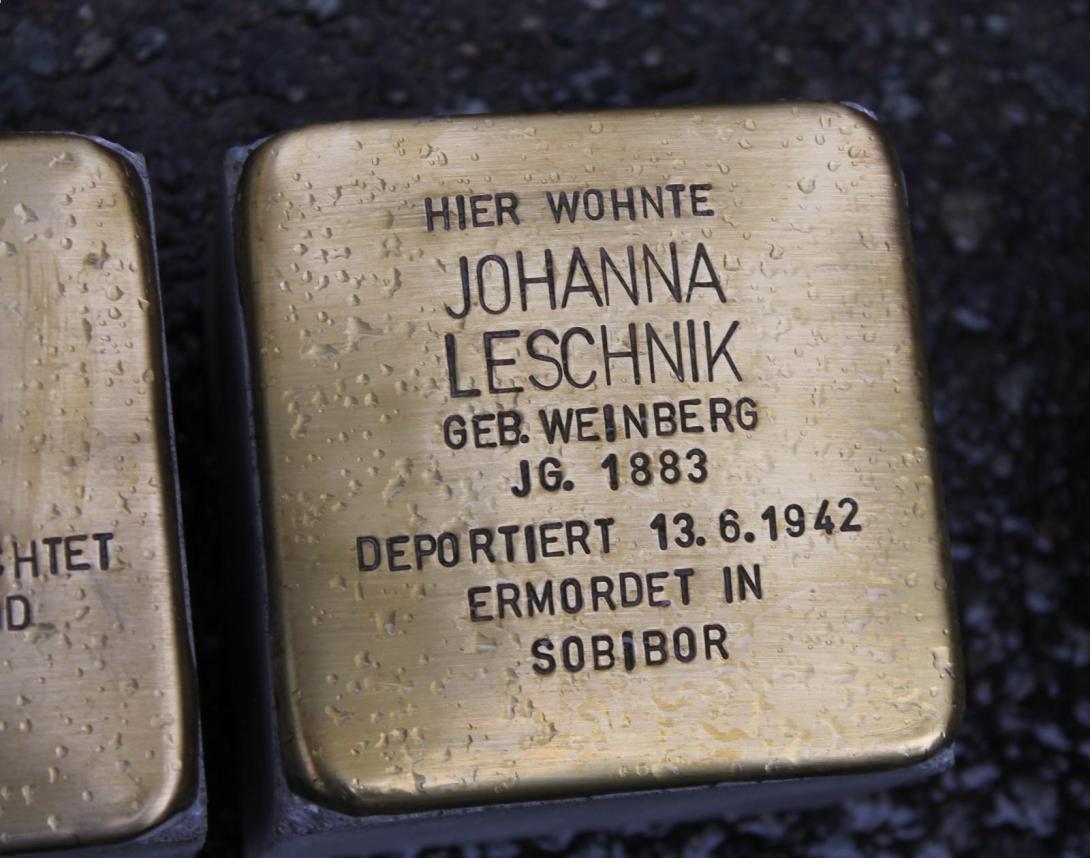 HIER WOHNTE
JOHANNA
LESCHNIK
GEB. WEINBERG
JG. 1883
DEPORTIERT 13.6.1942
ERMORDET IN
SOBIBOR